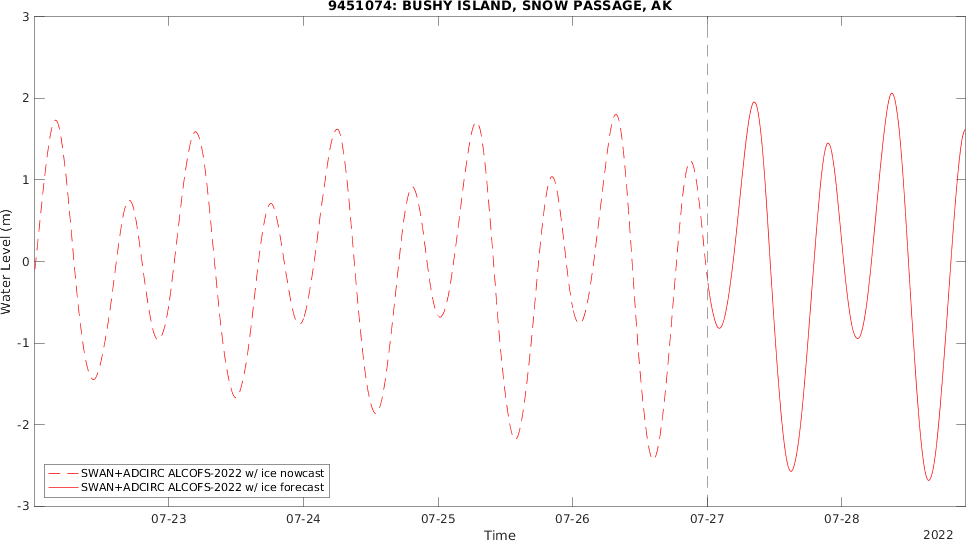 9451074: BUSHY ISLAND, SNOW PASSAGE, AK
3
2
1
0
-1
-2
-3
Water Level (m)
SWAN+ADCIRC ALCOFS-2022 w/ ice nowcast
SWAN+ADCIRC ALCOFS-2022 w/ ice forecast
07-23
07-24
07-25
07-26
07-27
07-28
Time
2022